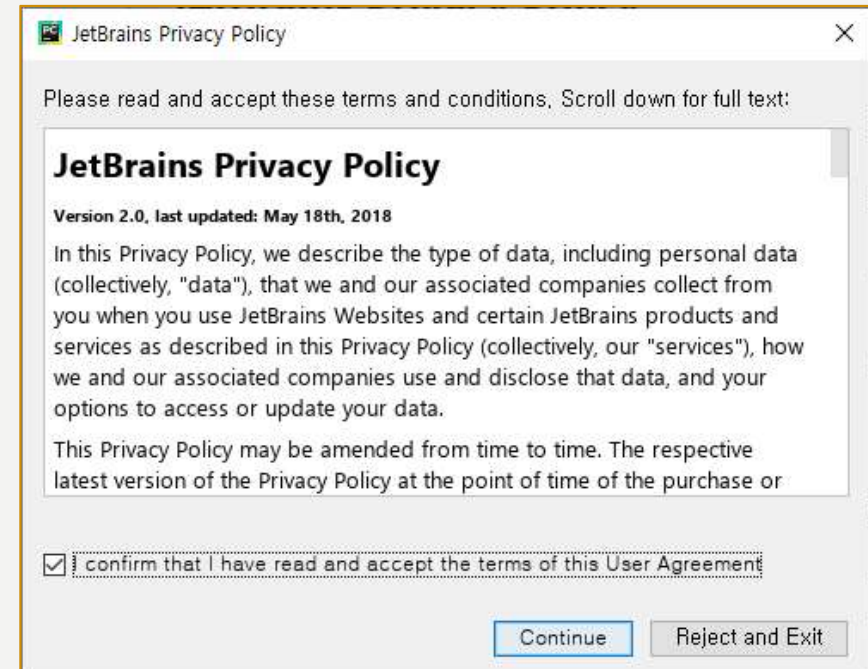 PC JetBrains Privacy Policy
Please read and accept these terms and conditions, Scroll down for full text:
JetBrains Privacy Policy
Version 2.0, last updated: May 18th, 2018
In this Privacy Policy, we describe the type of data, including personal data
(collectively, "data"), that we and our associated companies collect from
you when you use JetBrains Websites and certain JetBrains products and
services as described in this Privacy Policy (collectively, our "services"), how
we and our associated companies use and disclose that data, and your
options to access or update your data.
This Privacy Policy may be amended from time to time. The respective
latest version of the Privacy Policy at the point of time of the purchase or
I confirm that I have read and accept the terms of this User Agreement
Continue Reject and Exit